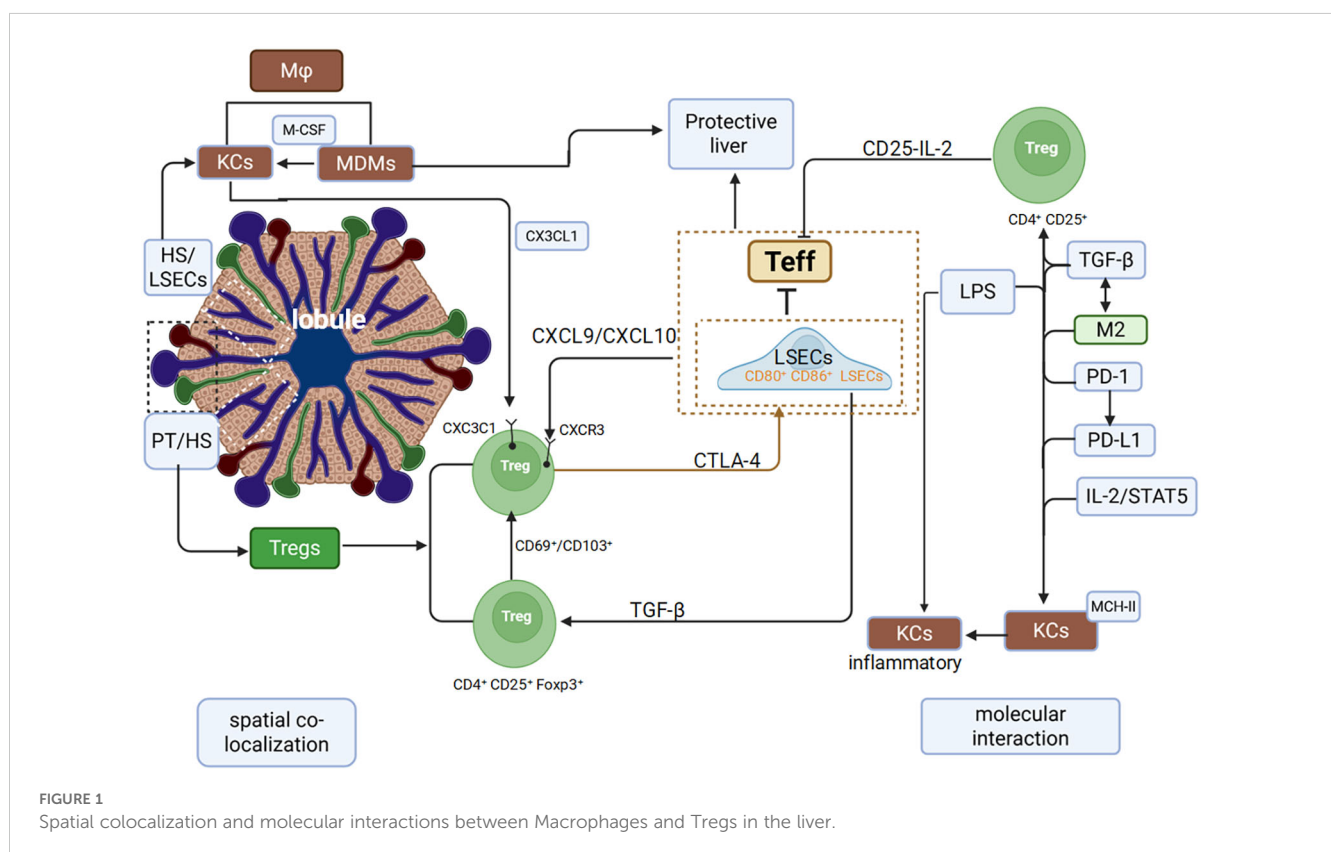 Mφ
M-CSF
KCs
MDMs
HS/
LSECs
lobule
PT/HS
Tregs
CX3CL1
Protective
liver
CD25-IL-2
Treg
CD4⁺ CD25⁺
Teff
LSECs
CD80⁺ CD86⁺ LSECs
CXCL9/CXCL10
CXC3C1
CXCR3
Treg
CTLA-4
CD69⁺/CD103⁺
Treg
TGF-β
CD4⁺ CD25⁺ Foxp3⁺
LPS
TGF-β
M2
PD-1
PD-L1
IL-2/STAT5
MCH-II
KCs
KCs
inflammatory
spatial co-
localization
molecular
interaction
FIGURE 1
Spatial colocalization and molecular interactions between Macrophages and Tregs in the liver.